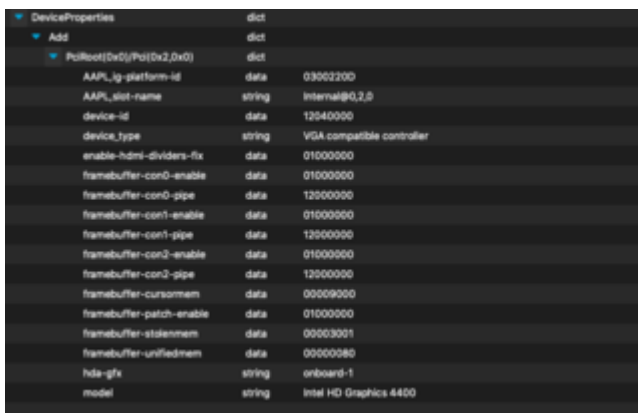 DeviceProperties dict
Add dict
PciRoot(0x0)/Pci(0x2,0x0) dict
AAPL,ig-platform-id data 0300220D
AAPL,slot-name string Internal@0,2,0
device-id data 12040000
device_type string VGA compatible controller
enable-hdmi-dividers-fix data 01000000
framebuffer-con0-enable data 01000000
framebuffer-con0-pipe data 12000000
framebuffer-con1-enable data 01000000
framebuffer-con1-pipe data 12000000
framebuffer-con2-enable data 01000000
framebuffer-con2-pipe data 12000000
framebuffer-cursormem data 00009000
framebuffer-patch-enable data 01000000
framebuffer-stolenmem data 00003001
framebuffer-unifiedmem data 00000080
hda-gfx string onboard-1
model string Intel HD Graphics 4400